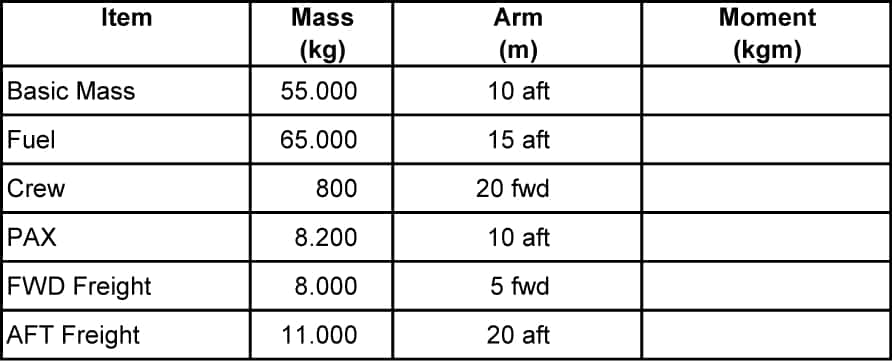 Item Mass Arm Moment
(kg) (m) (kgm)
Basic Mass 55.000 10 aft
Fuel 65.000 15 aft
Crew 800 20 fwd
PAX 8.200 10 aft
FWD Freight 8.000 5 fwd
AFT Freight 11.000 20 aft